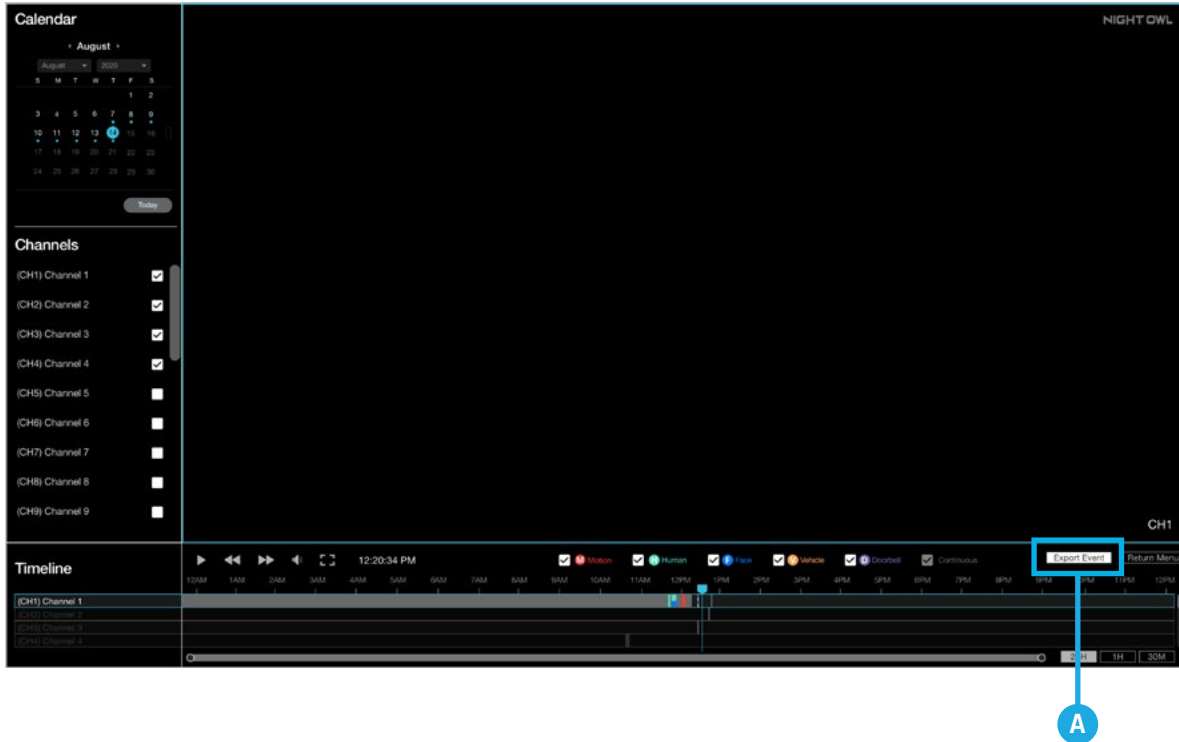 Calendar
NIGHT OWL
‹ August ›
August 2020
S M T W T F S
1 2
3 4 5 6 7 8 9
10 11 12 13 14 15 16
17 18 19 20 21 22 23
24 25 26 27 28 29 30
Today
Channels
(CH1) Channel 1
(CH2) Channel 2
(CH3) Channel 3
(CH4) Channel 4
(CH5) Channel 5
(CH6) Channel 6
(CH7) Channel 7
(CH8) Channel 8
(CH9) Channel 9
CH1
Timeline
12:20:34 PM
M Motion H Human F Face V Vehicle D Doorbell Continuous
Export Event Return Menu
12AM 1AM 2AM 3AM 4AM 5AM 6AM 7AM 8AM 9AM 10AM 11AM 12PM 1PM 2PM 3PM 4PM 5PM 6PM 7PM 8PM 9PM 11PM 12PM
(CH1) Channel 1
(CH2) Channel 2
(CH3) Channel 3
(CH4) Channel 4
1H 30M
A